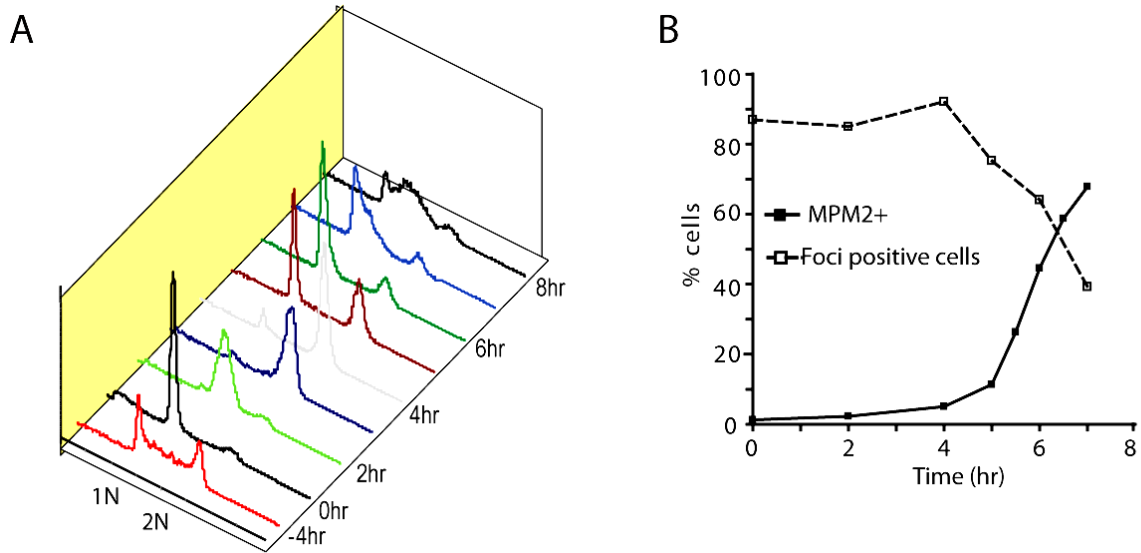 A
1N
2N
-4hr
0hr
2hr
4hr
6hr
8hr
B
% cells
100
80
60
40
20
0
MPM2+
Foci positive cells
0 2 4 6 8
Time (hr)